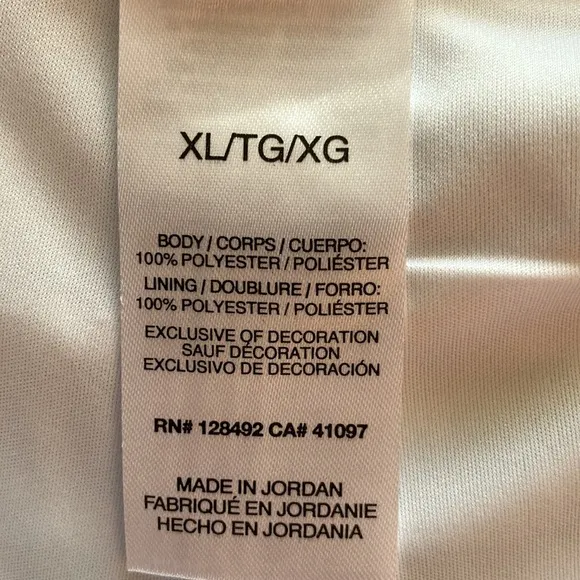 XL/TG/XG
BODY / CORPS / CUERPO:
100% POLYESTER / POLIÉSTER
LINING / DOUBLURE / FORRO:
100% POLYESTER / POLIÉSTER
EXCLUSIVE OF DECORATION
SAUF DÉCORATION
EXCLUSIVO DE DECORACIÓN
RN# 128492 CA# 41097
MADE IN JORDAN
FABRIQUÉ EN JORDANIE
HECHO EN JORDANIA